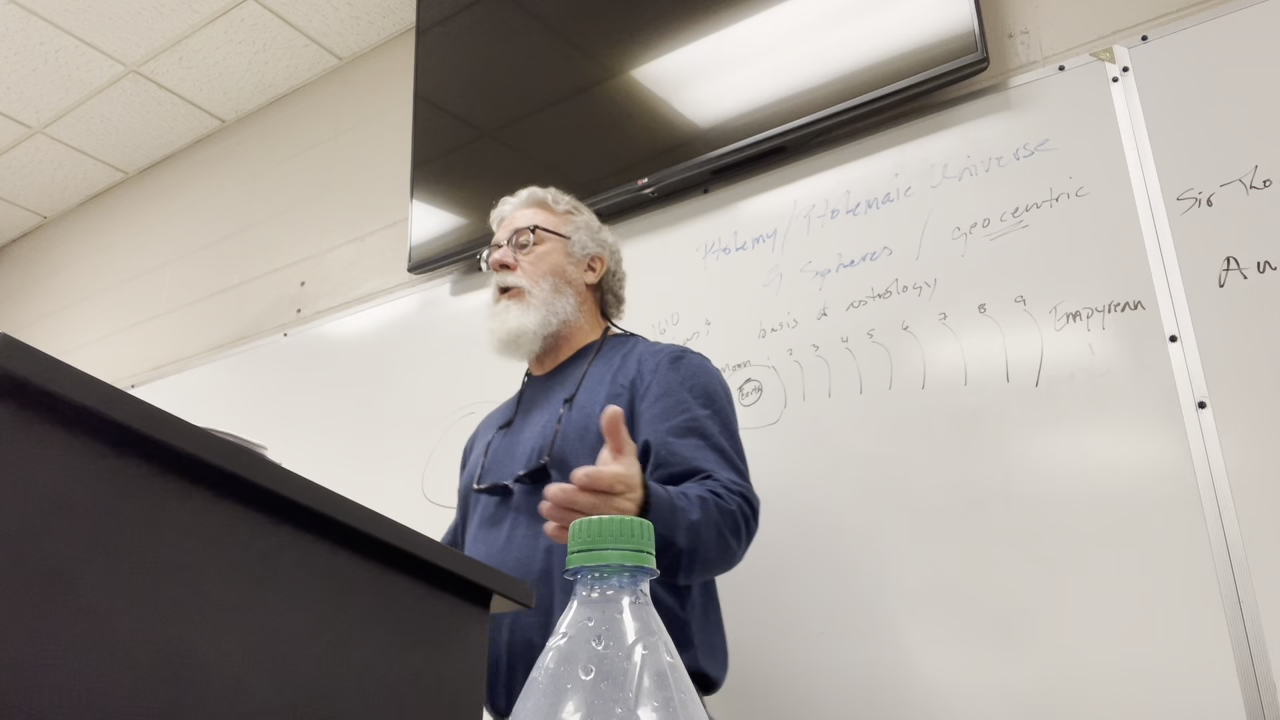 Ptolemy / Ptolemaic Universe
9 Spheres / geocentric
basis of astrology
1610
Moon 2 3 4 5 6 7 8 9 Empyrean
Earth
Sir Tho
Au
LG